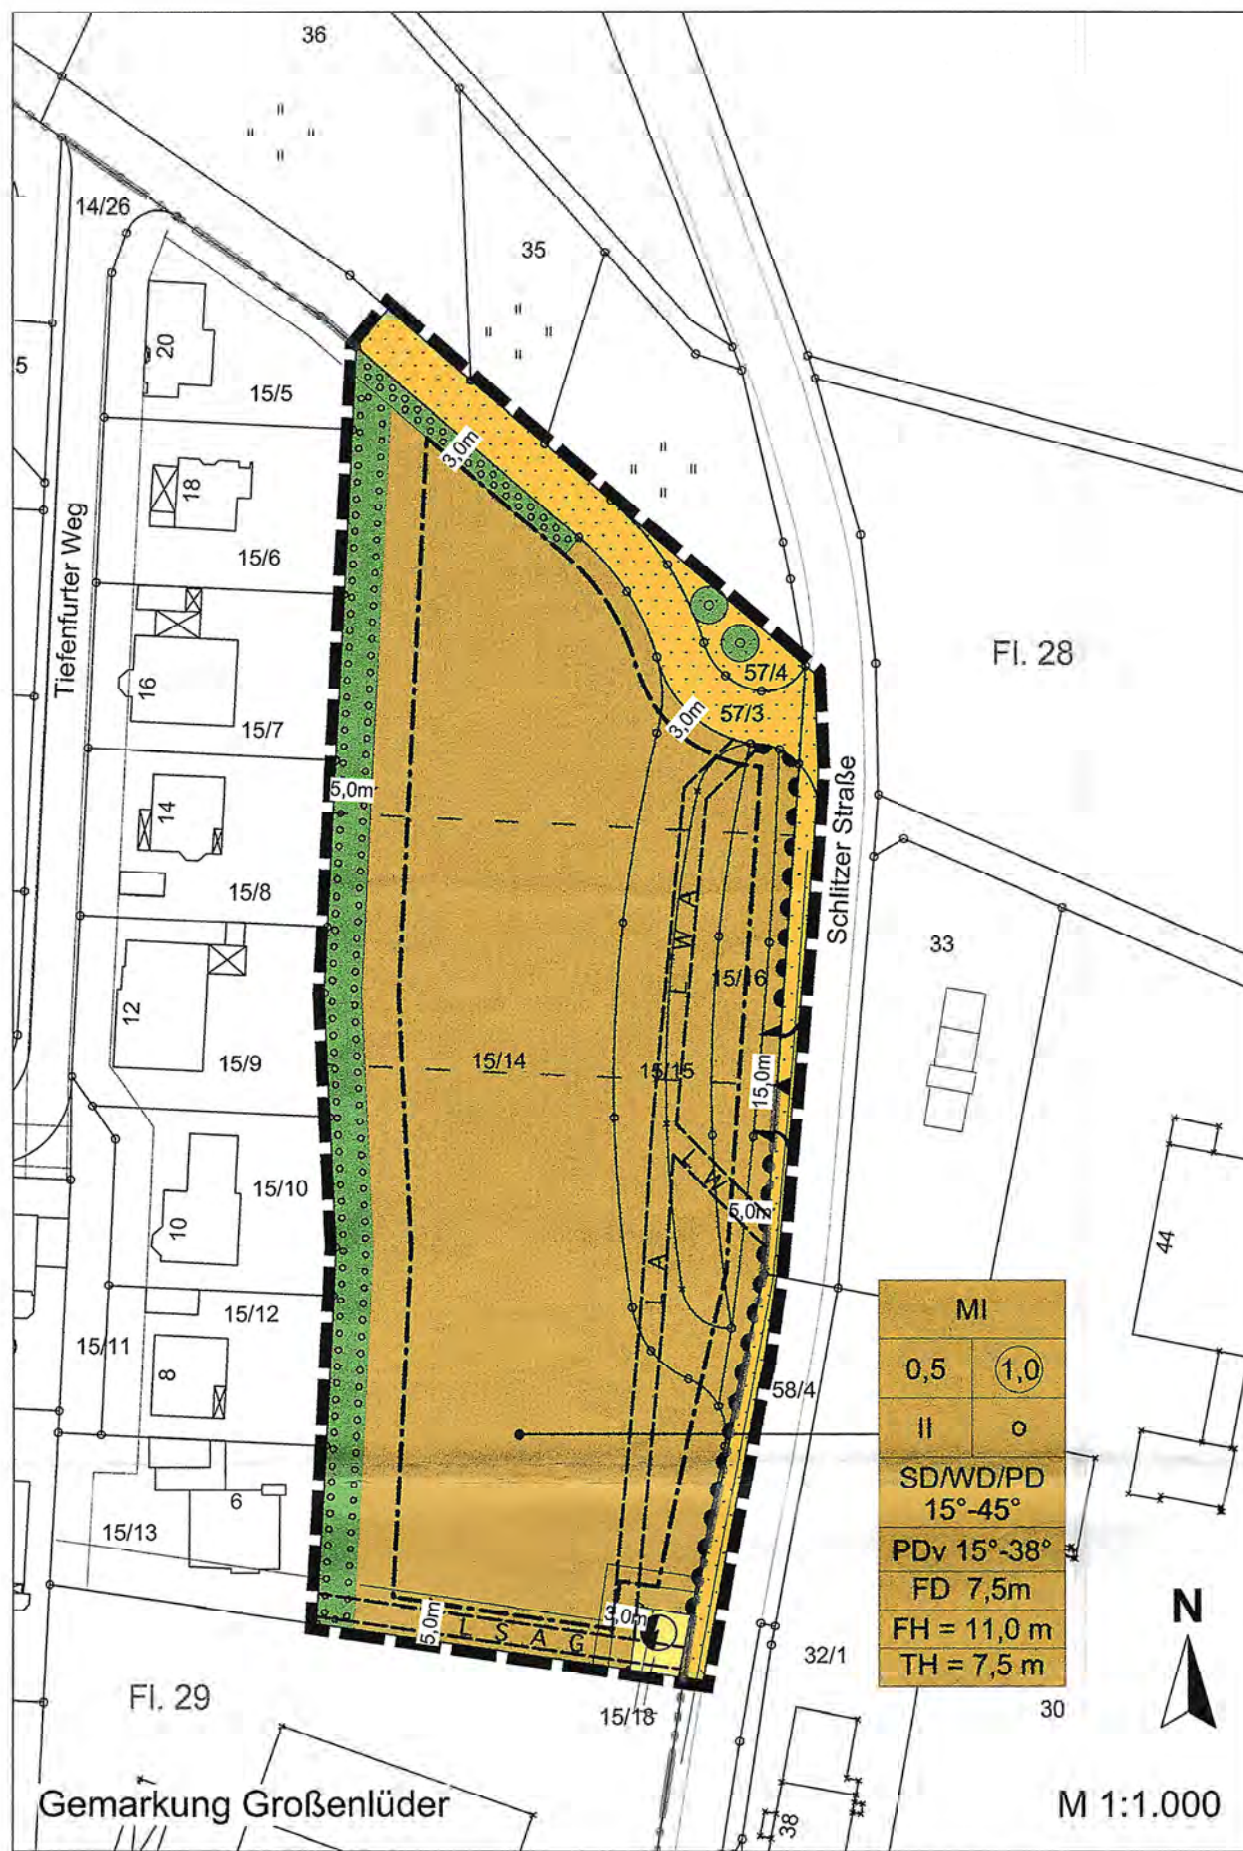 36
14/26
35
20
5
15/5
3,0m
18
Tiefenfurter Weg
15/6
Fl. 28
57/4
16
57/3
3,0m
15/7
5,0m
14
Schlitzer Straße
15/8
L W A
33
15/16
12
15/9
15/14
15/15
15,0m
15/10
L W
5,0m
10
44
L A
15/12
15/11
8
58/4
MI
0,5 1,0
II o
SD/WD/PD
15°-45°
PDv 15°-38°
FD 7,5m
FH = 11,0 m
TH = 7,5 m
6
15/13
N
5,0m
L S A G
3,0m
32/1
Fl. 29
15/18
30
Gemarkung Großenlüder
38
M 1:1.000